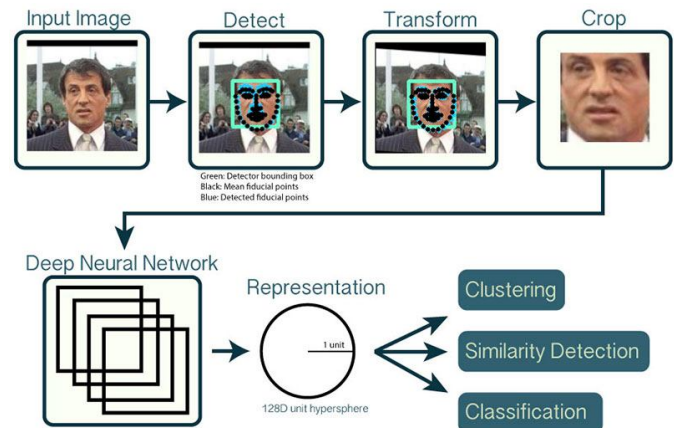 Input Image
Detect
Transform
Crop
Green: Detector bounding box
Black: Mean fiducial points
Blue: Detected fiducial points
Deep Neural Network
Representation
1 unit
128D unit hypersphere
Clustering
Similarity Detection
Classification